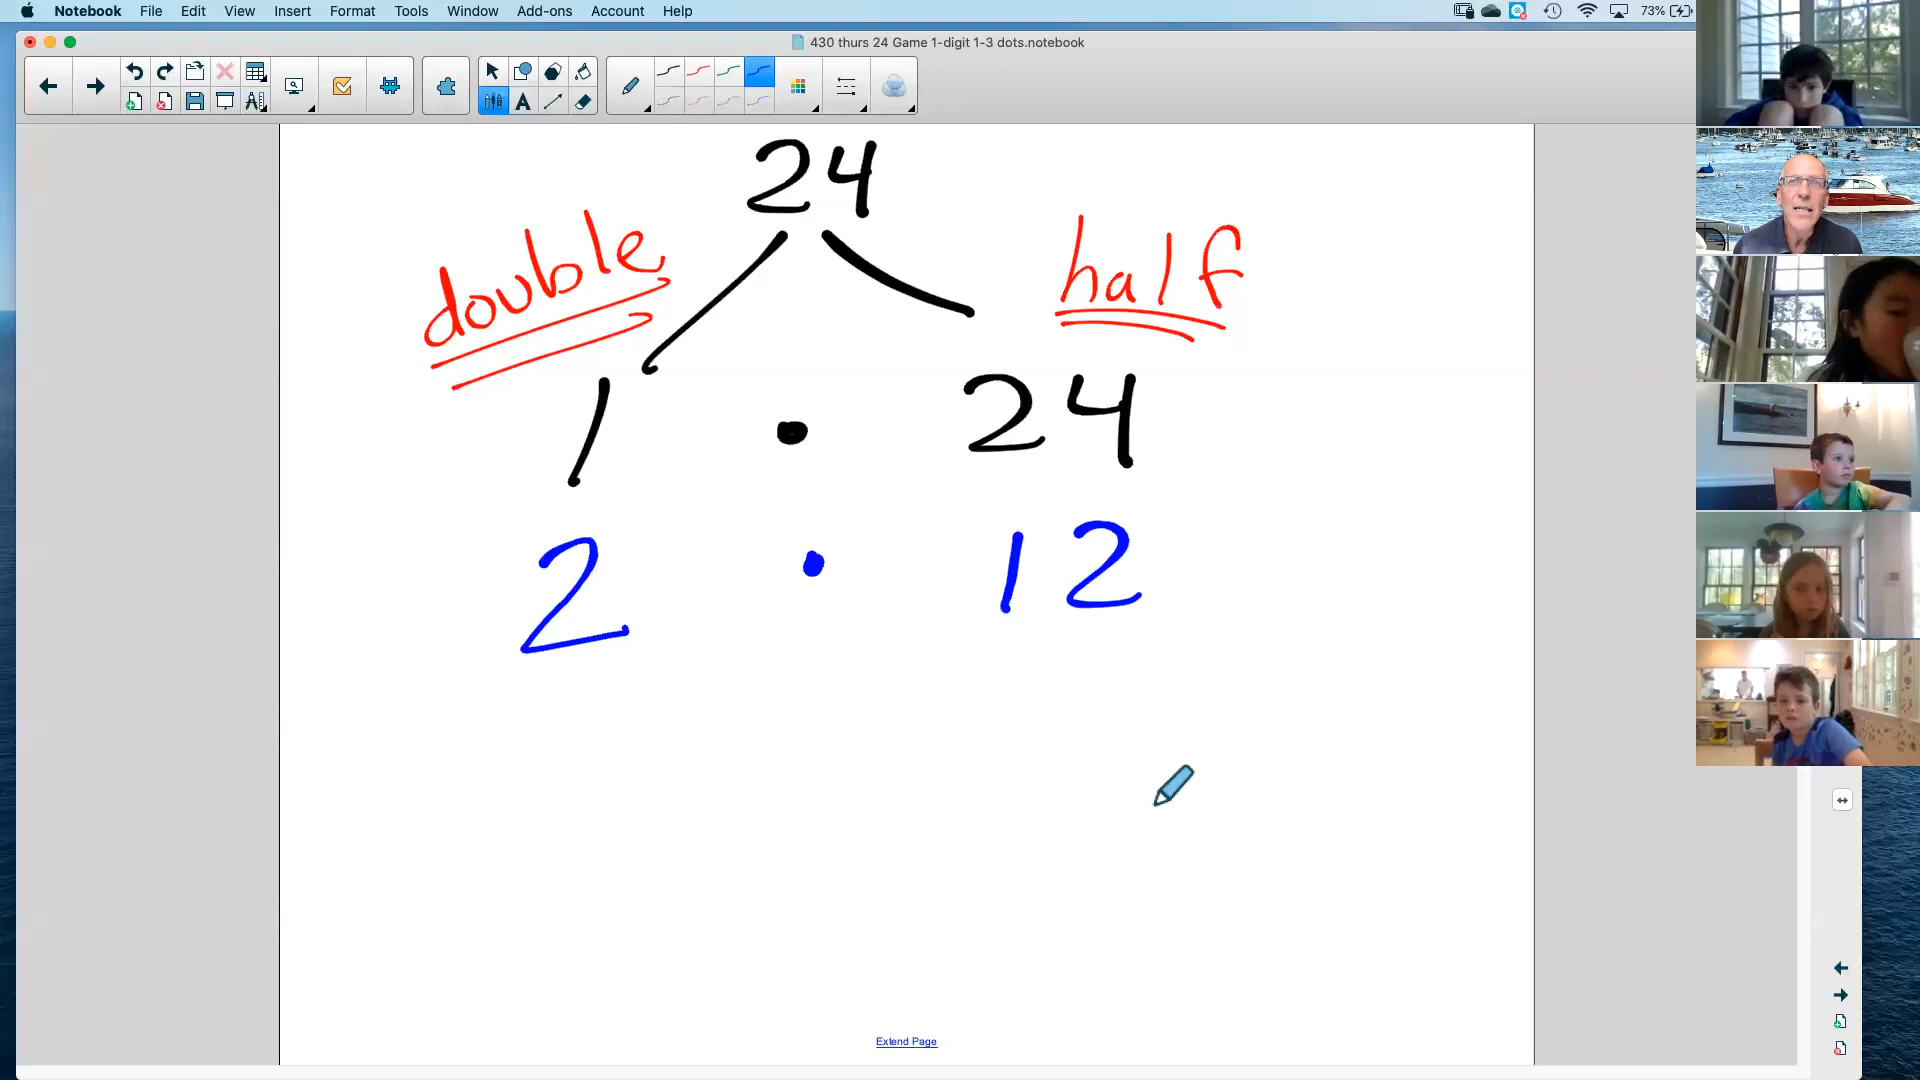 Notebook File Edit View Insert Format Tools Window Add-ons Account Help 73%
430 thurs 24 Game 1-digit 1-3 dots.notebook
24
double half
1 • 24
2 • 12
Extend Page